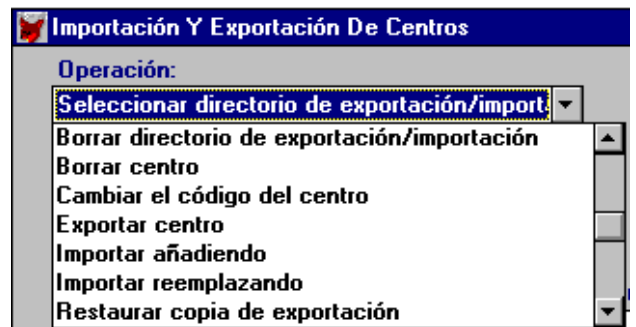 Importación Y Exportación De Centros
Operación:
Seleccionar directorio de exportación/import
Borrar directorio de exportación/importación
Borrar centro
Cambiar el código del centro
Exportar centro
Importar añadiendo
Importar reemplazando
Restaurar copia de exportación